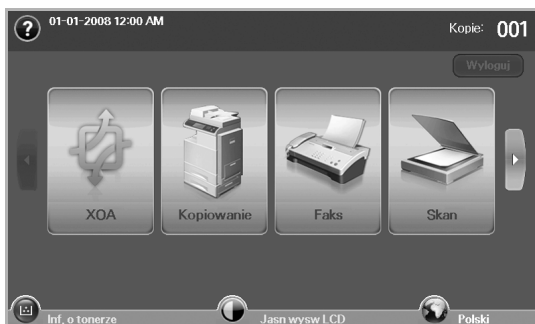 ? 01-01-2008 12:00 AM Kopie: 001
Wyloguj
XOA Kopiowanie Faks Skan
Inf, o tonerze Jasn wysw LCD Polski